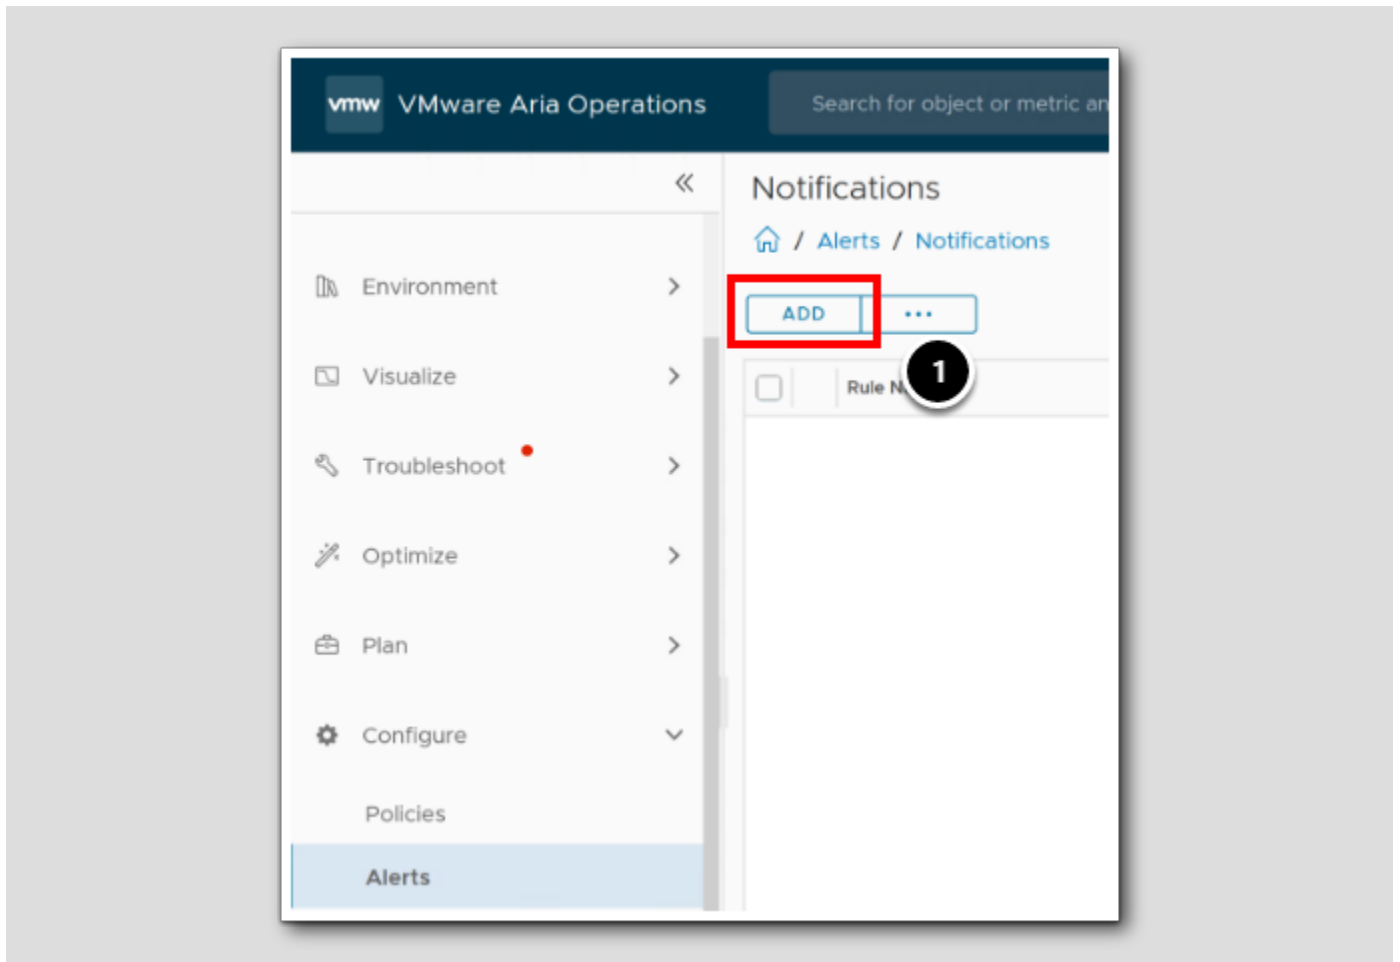 vmw VMware Aria Operations
Search for object or metric an
Notifications
/ Alerts / Notifications
ADD ...
1
Rule N
Environment
Visualize
Troubleshoot
Optimize
Plan
Configure
Policies
Alerts